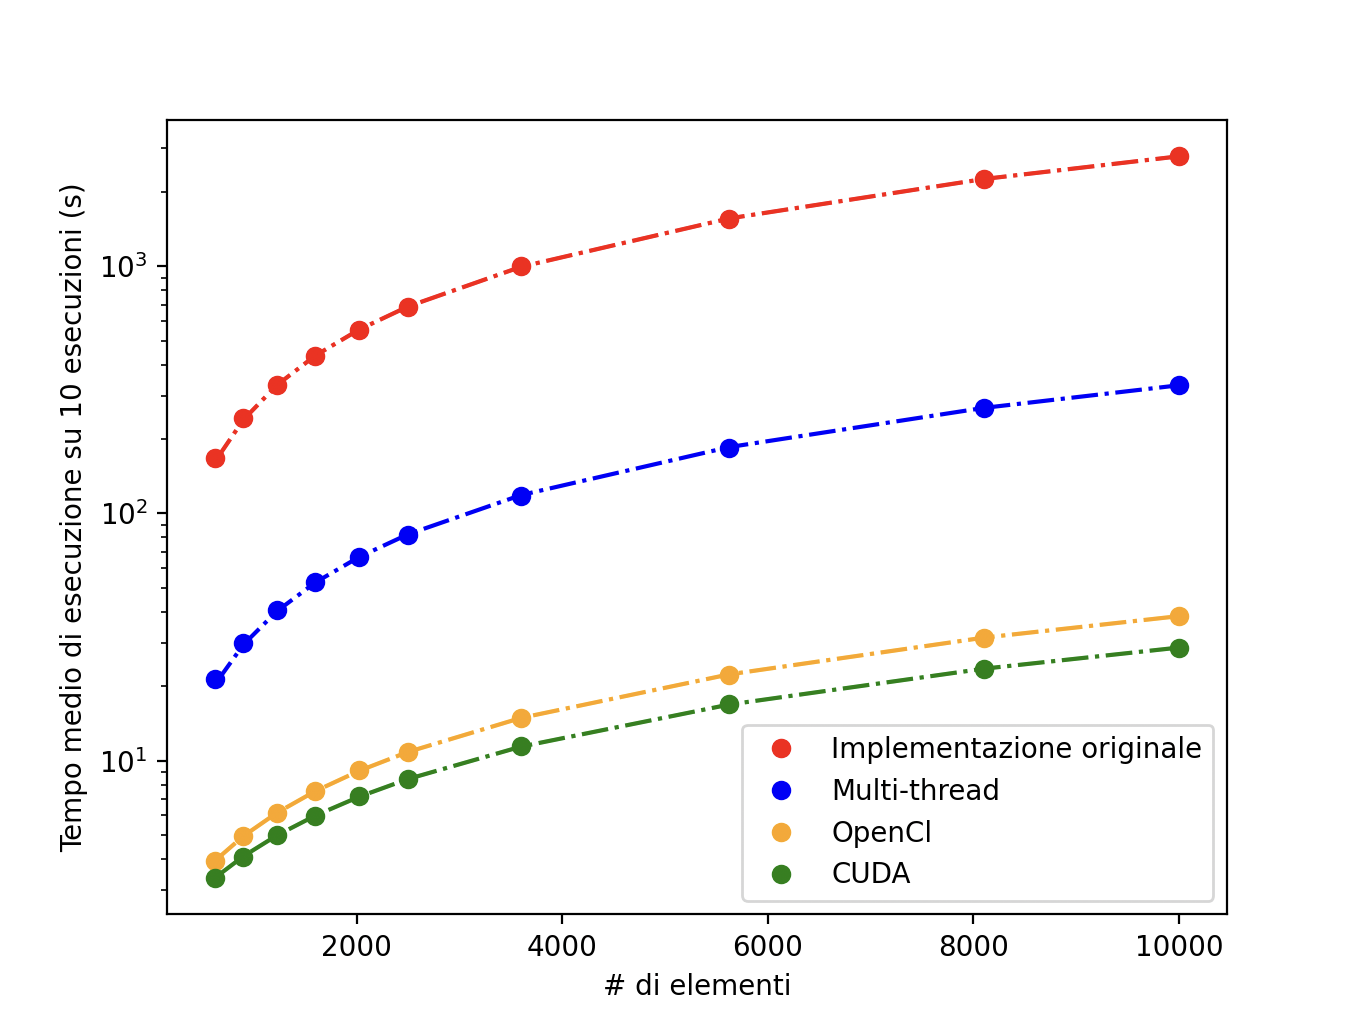 Tempo medio di esecuzione su 10 esecuzioni (s)
10³
10²
10¹
Implementazione originale
Multi-thread
OpenCl
CUDA
2000 4000 6000 8000 10000
# di elementi